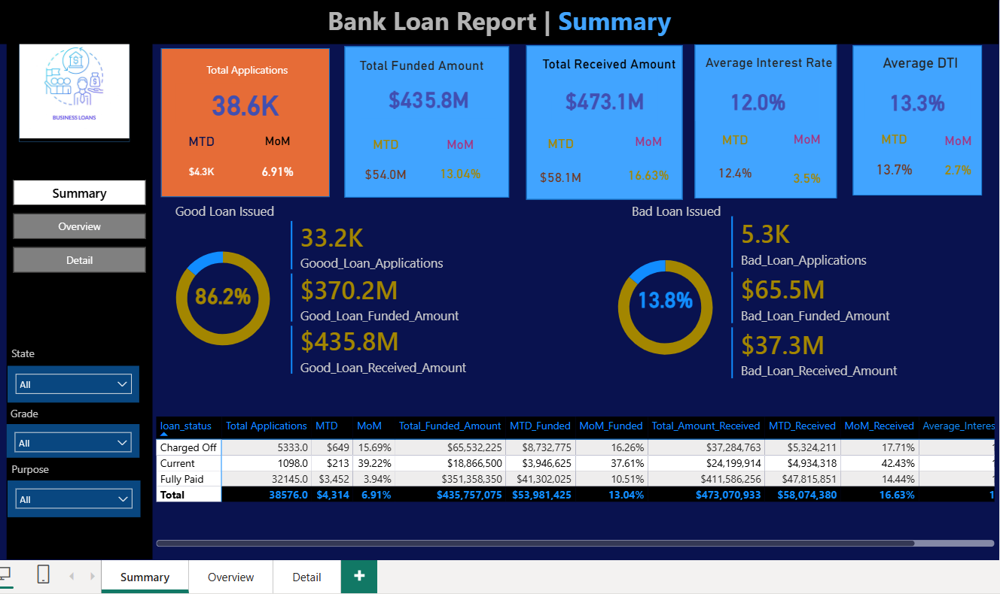 Bank Loan Report | Summary
BUSINESS LOANS
Summary
Overview
Detail
State
All
Grade
All
Purpose
All
Total Applications
38.6K
MTD MoM
$4.3K 6.91%
Total Funded Amount
$435.8M
MTD MoM
$54.0M 13.04%
Total Received Amount
$473.1M
MTD MoM
$58.1M 16.63%
Average Interest Rate
12.0%
MTD MoM
12.4% 3.5%
Average DTI
13.3%
MTD MoM
13.7% 2.7%
Good Loan Issued
86.2%
33.2K
Goood_Loan_Applications
$370.2M
Good_Loan_Funded_Amount
$435.8M
Good_Loan_Received_Amount
Bad Loan Issued
13.8%
5.3K
Bad_Loan_Applications
$65.5M
Bad_Loan_Funded_Amount
$37.3M
Bad_Loan_Received_Amount
loan_status Total Applications MTD MoM Total_Funded_Amount MTD_Funded MoM_Funded Total_Amount_Received MTD_Received MoM_Received Average_Interes
Charged Off 5333.0 $649 15.69% $65,532,225 $8,732,775 16.26% $37,284,763 $5,324,211 17.71%
Current 1098.0 $213 39.22% $18,866,500 $3,946,625 37.61% $24,199,914 $4,934,318 42.43%
Fully Paid 32145.0 $3,452 3.94% $351,358,350 $41,302,025 10.51% $411,586,256 $47,815,851 14.44%
Total 38576.0 $4,314 6.91% $435,757,075 $53,981,425 13.04% $473,070,933 $58,074,380 16.63% 1
Summary Overview Detail +